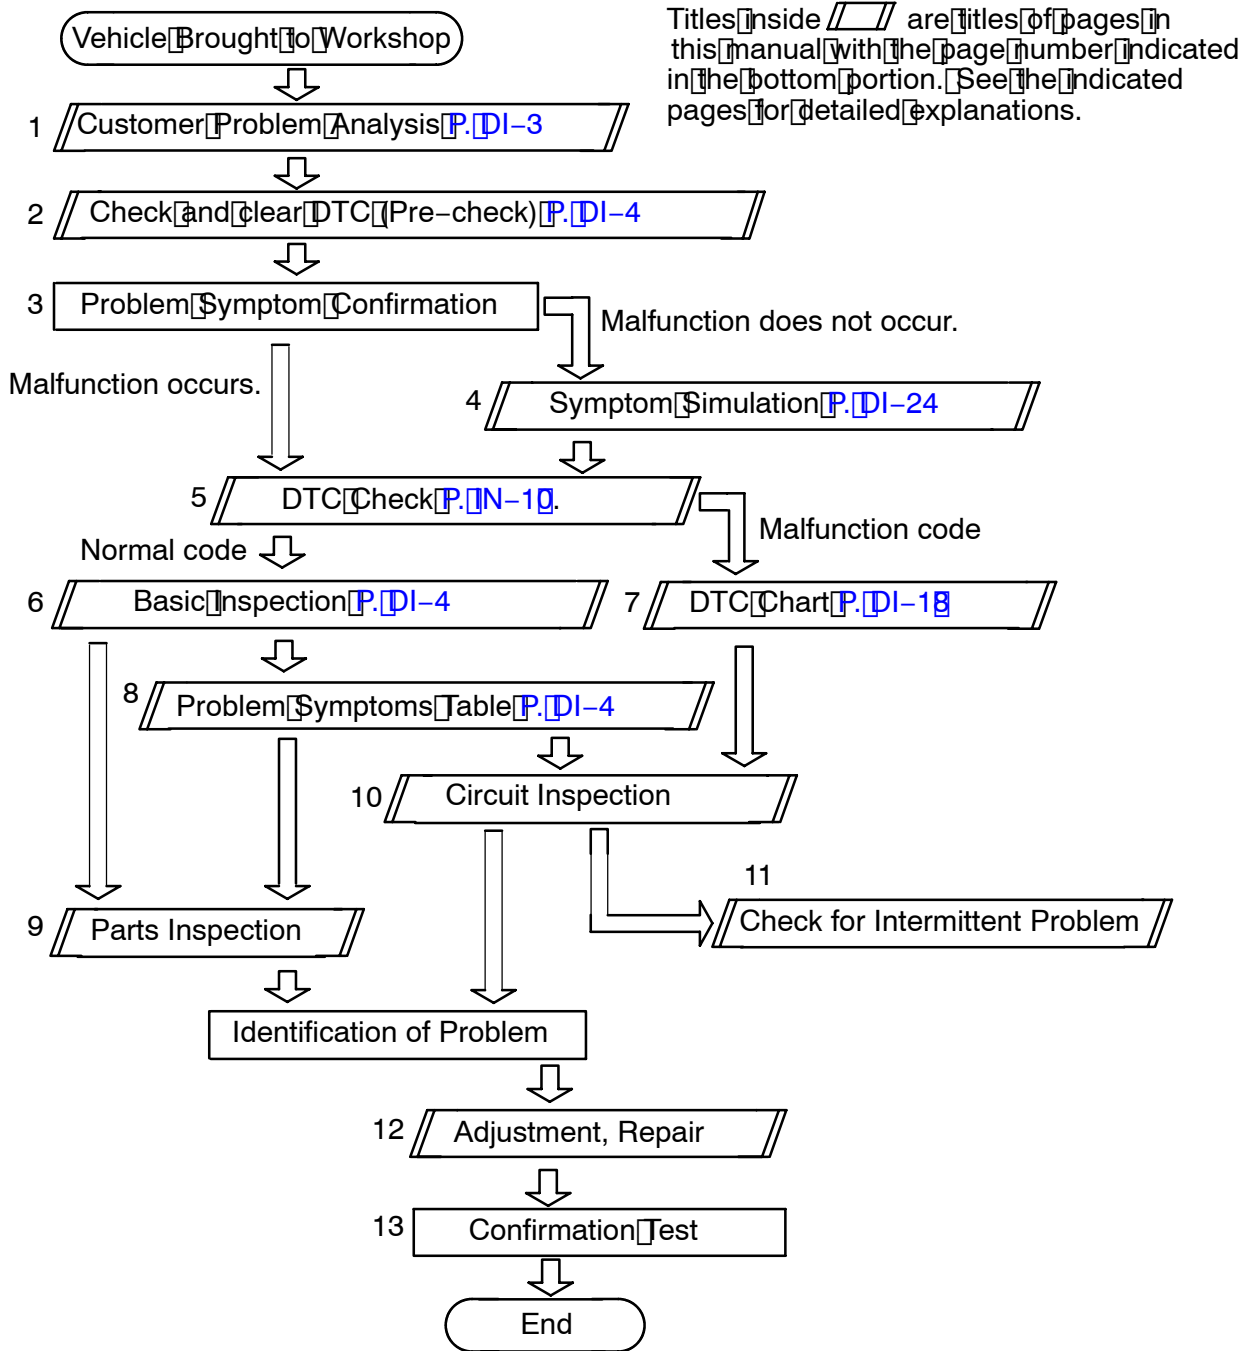 Vehicle Brought to Workshop
Titles inside are titles of pages in
this manual with the page number indicated
in the bottom portion. See the indicated
pages for detailed explanations.
1 Customer Problem Analysis P. DI–3
2 Check and clear DTC (Pre–check) P. DI–4
3 Problem Symptom Confirmation
Malfunction does not occur.
Malfunction occurs.
4 Symptom Simulation P. DI–24
5 DTC Check P. IN–10.
Normal code
Malfunction code
6 Basic Inspection P. DI–4
7 DTC Chart P. DI–18
8 Problem Symptoms Table P. DI–4
10 Circuit Inspection
11
9 Parts Inspection
Check for Intermittent Problem
Identification of Problem
12 Adjustment, Repair
13 Confirmation Test
End